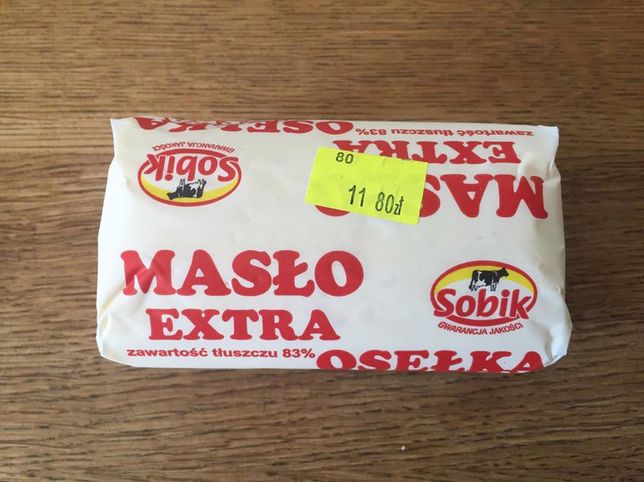 OSEŁKA
zawartość tłuszczu 83%
EXTRA
Sobik
GWARANCJA JAKOŚCI
80
11 80zł
MASŁO
EXTRA
zawartość tłuszczu 83%
OSEŁKA
Sobik
GWARANCJA JAKOŚCI